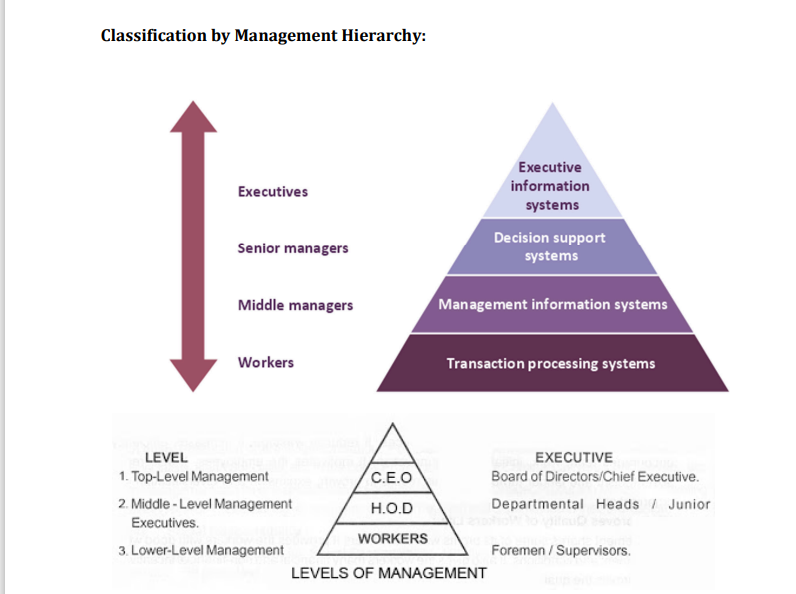 Classification by Management Hierarchy:
Executives
Senior managers
Middle managers
Workers
Executive
information
systems
Decision support
systems
Management information systems
Transaction processing systems
LEVEL
1. Top-Level Management
2. Middle - Level Management
Executives.
3. Lower-Level Management
C.E.O
H.O.D
WORKERS
EXECUTIVE
Board of Directors/Chief Executive.
Departmental Heads / Junior
Foremen / Supervisors.
LEVELS OF MANAGEMENT